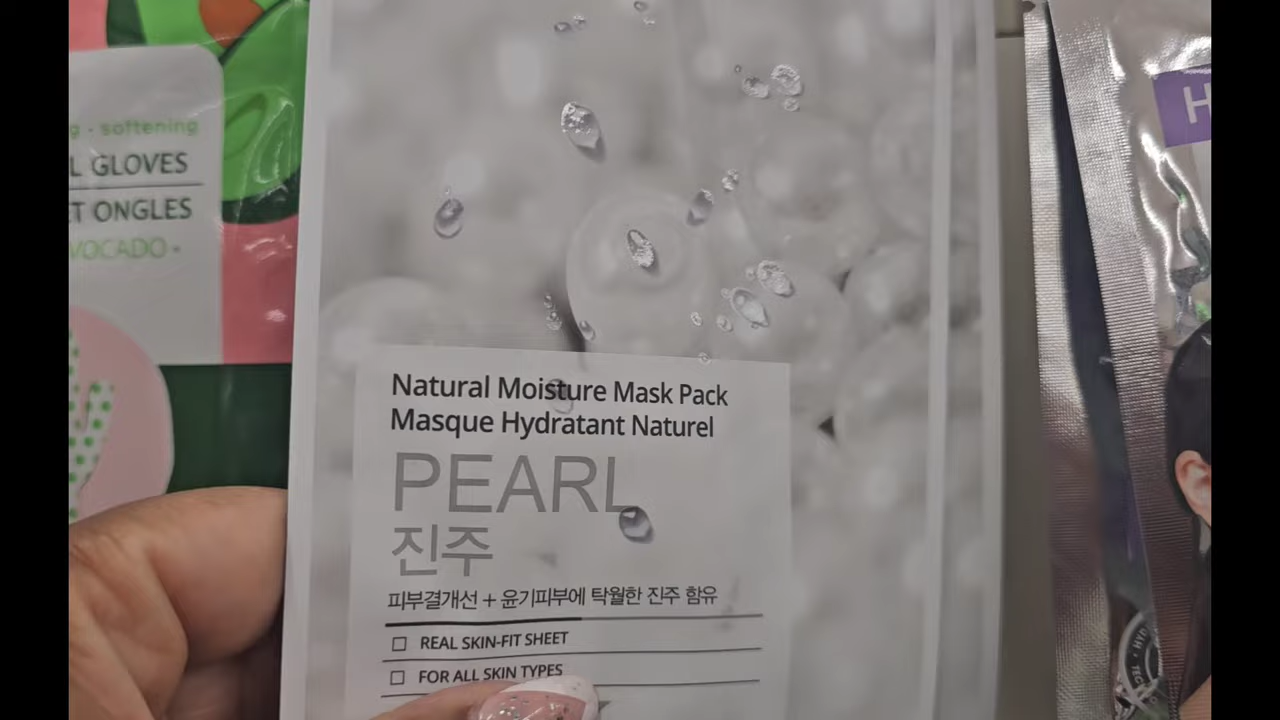 softening
GLOVES
ET ONGLES
Natural Moisture Mask Pack
Masque Hydratant Naturel
PEARL
진주
피부결개선 + 윤기피부에 탁월한 진주 함유
REAL SKIN-FIT SHEET
FOR ALL SKIN TYPES
H